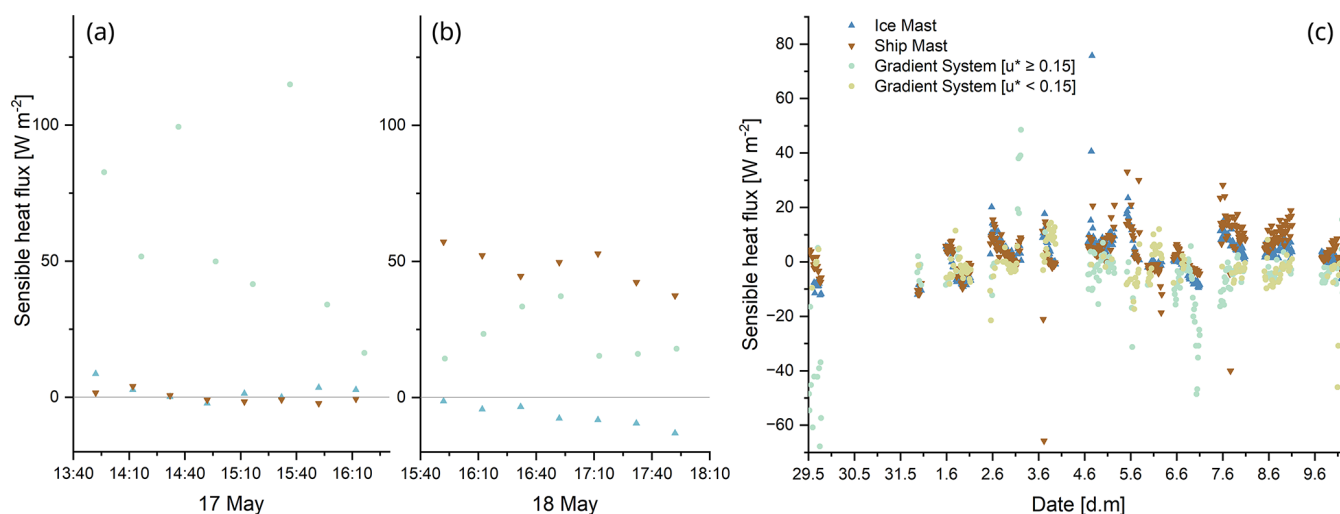 (a)
Sensible heat flux [W m-2]
100
50
0
13:40 14:10 14:40 15:10 15:40 16:10
17 May
(b)
100
50
0
15:40 16:10 16:40 17:10 17:40 18:10
18 May
(c)
Ice Mast
Ship Mast
Gradient System [u* ≥ 0.15]
Gradient System [u* < 0.15]
Sensible heat flux [W m-2]
80
60
40
20
0
−20
−40
−60
29.5 30.5 31.5 1.6 2.6 3.6 4.6 5.6 6.6 7.6 8.6 9.6
Date [d.m]